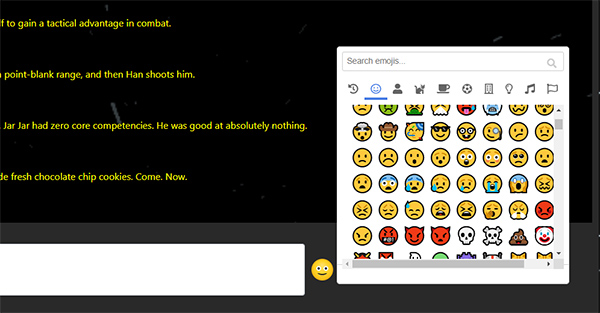 lf to gain a tactical advantage in combat.
point-blank range, and then Han shoots him.
Jar Jar had zero core competencies. He was good at absolutely nothing.
de fresh chocolate chip cookies. Come. Now.
Search emojis...